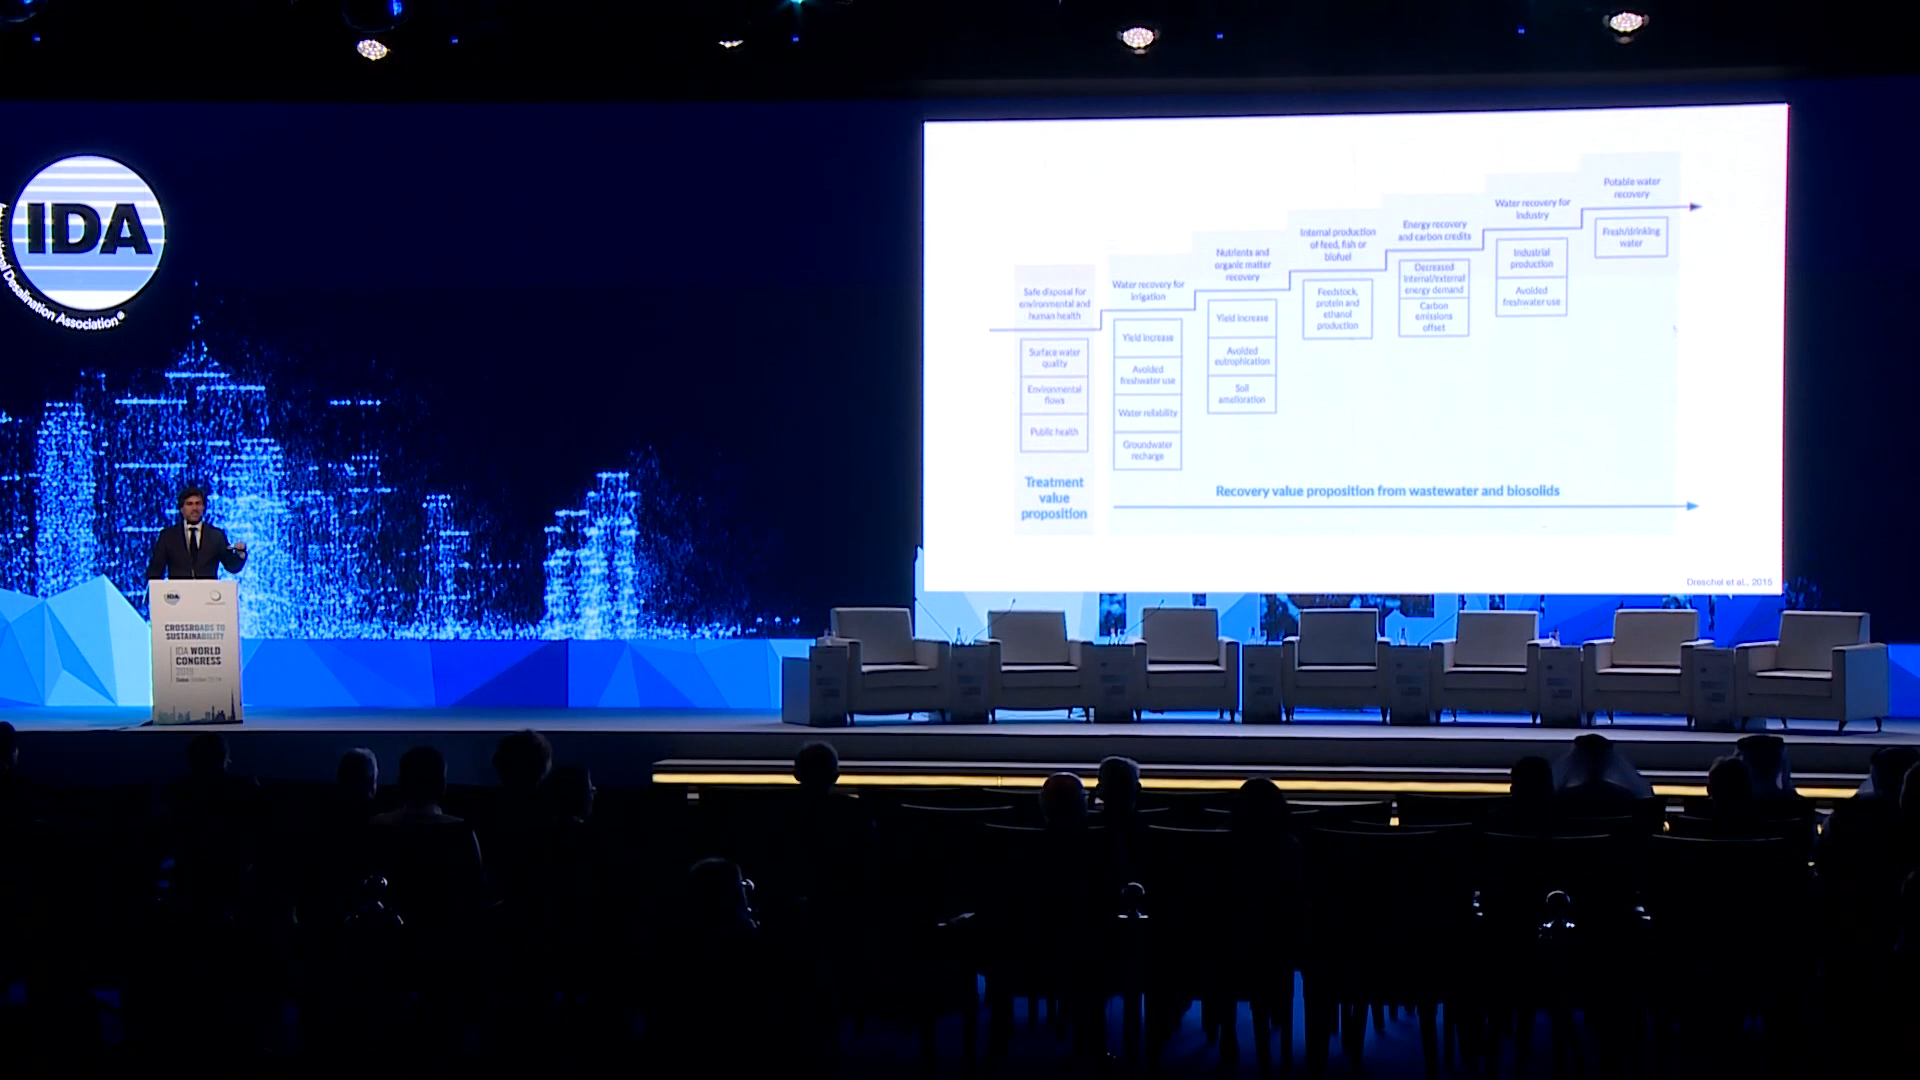 IDA
Desalination Association®
Potable water
recovery
Fresh/drinking
water
Water recovery for
industry
Industrial
production
Avoided
freshwater use
Energy recovery
and carbon credits
Decreased
internal/external
energy demand
Carbon
emissions
offset
Internal production
of feed, fish or
biofuel
Feedstock,
protein and
ethanol
production
Nutrients and
organic matter
recovery
Yield increase
Avoided
eutrophication
Soil
amelioration
Water recovery for
irrigation
Yield increase
Avoided
freshwater use
Water reliability
Groundwater
recharge
Safe disposal for
environmental and
human health
Surface water
quality
Environmental
flows
Public health
Treatment
value
proposition
Recovery value proposition from wastewater and biosolids
Dreschel et al., 2015
IDA
CROSSROADS TO
SUSTAINABILITY
IDA WORLD
CONGRESS
2019